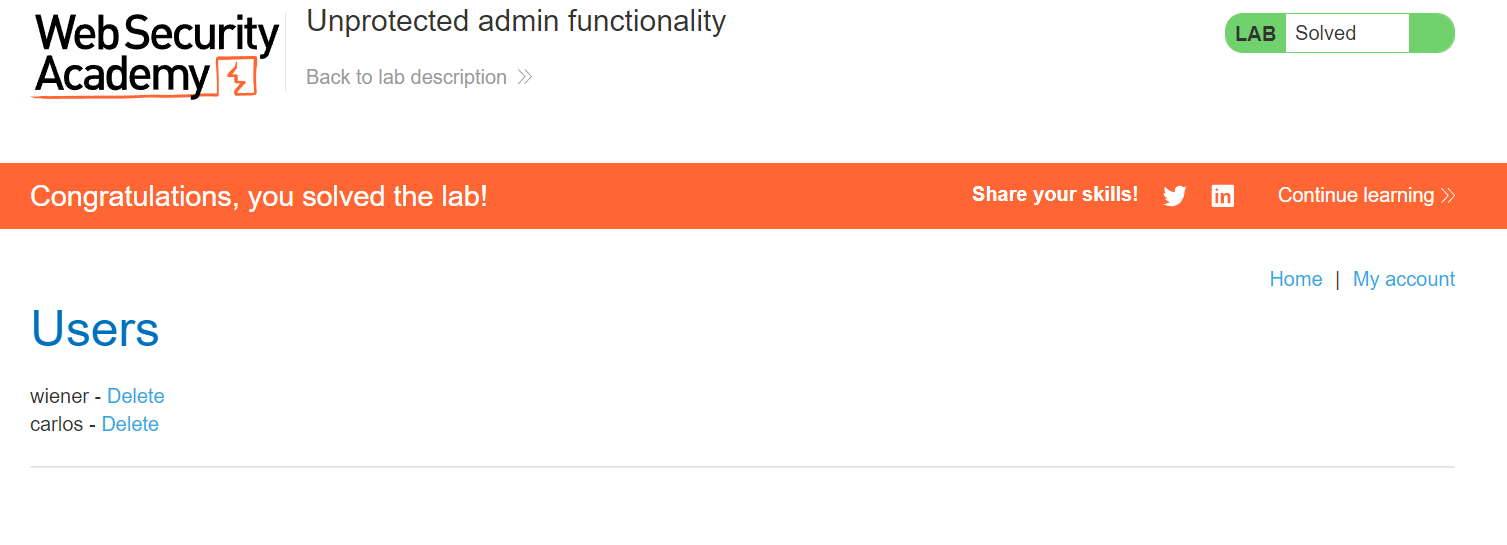 Web Security
Academy
Unprotected admin functionality
Back to lab description
LAB Solved
Congratulations, you solved the lab!
Share your skills!
Continue learning
Home | My account
Users
wiener - Delete
carlos - Delete